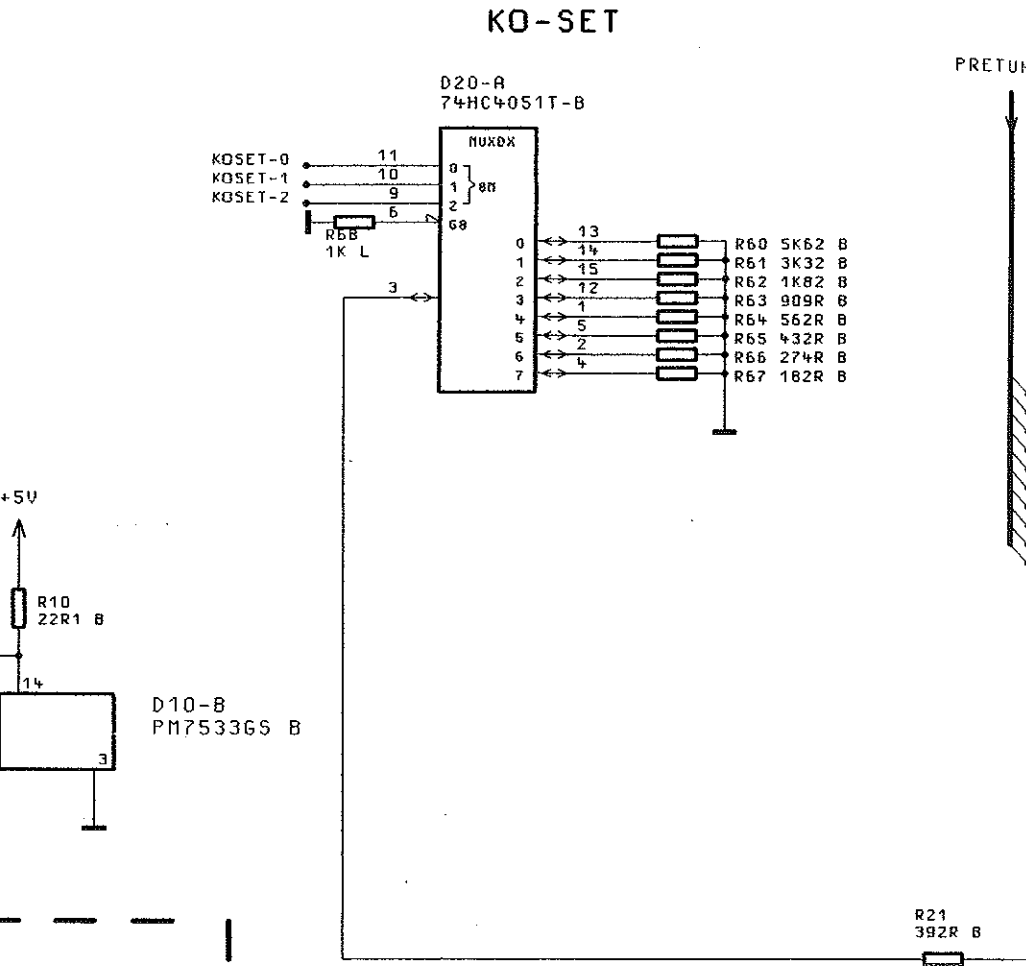 KO-SET
PRETUN
D20-A
74HC4051T-B
MUXDX
KOSET-0 11 0
KOSET-1 10 1 8M
KOSET-2 9 2
6 G8
R68
1K L
0 13 R60 5K62 B
1 14 R61 3K32 B
2 15 R62 1K82 B
3 3 12 R63 909R B
4 1 R64 562R B
5 5 R65 432R B
6 2 R66 274R B
7 4 R67 182R B
+5V
R10
22R1 B
14
D10-B
PM7533GS B
3
R21
392R B